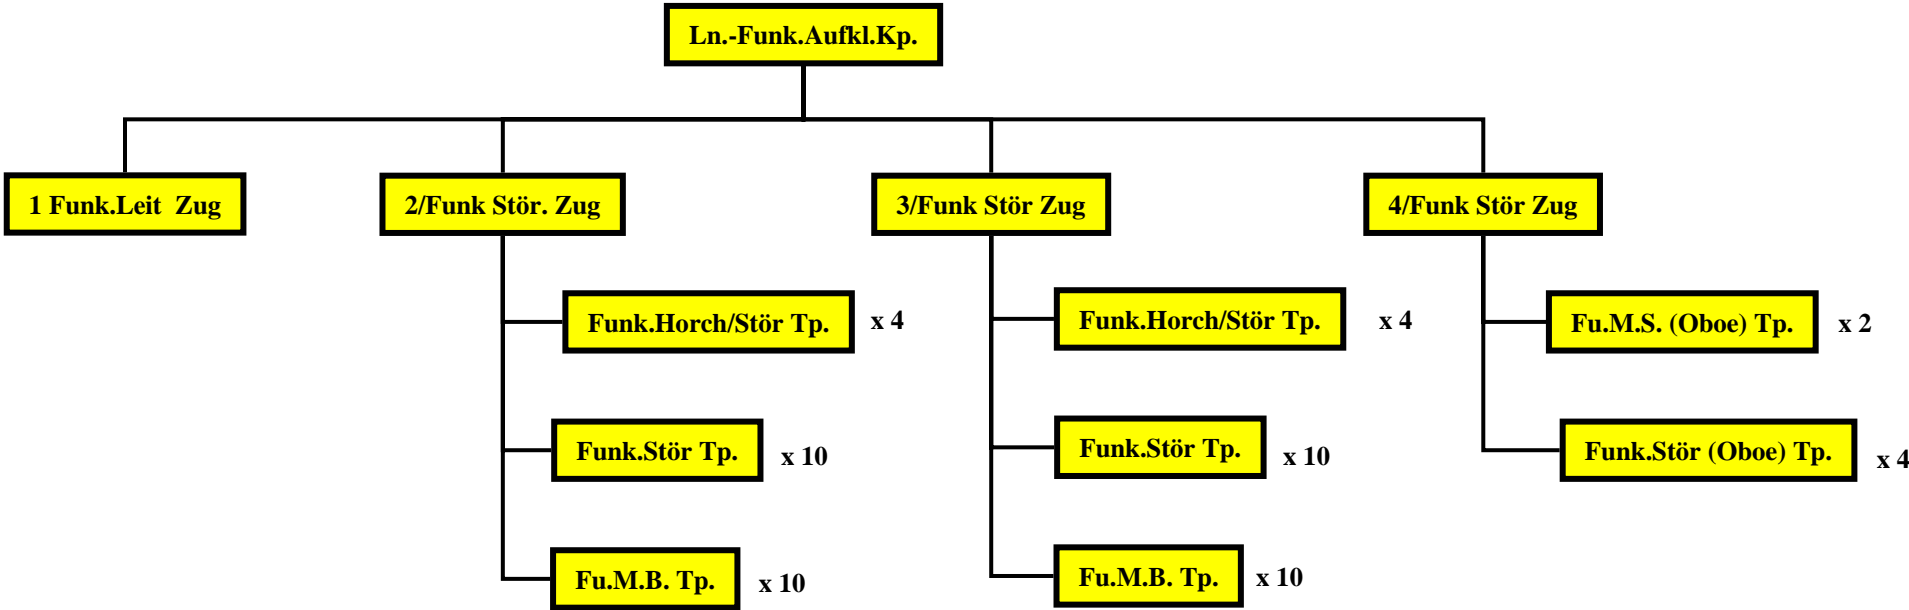 Ln.-Funk.Aufkl.Kp.
1 Funk.Leit Zug
2/Funk Stör. Zug
3/Funk Stör Zug
4/Funk Stör Zug
Funk.Horch/Stör Tp.
x 4
Funk.Horch/Stör Tp.
x 4
Fu.M.S. (Oboe) Tp.
x 2
Funk.Stör Tp.
x 10
Funk.Stör Tp.
x 10
Funk.Stör (Oboe) Tp.
x 4
Fu.M.B. Tp.
x 10
Fu.M.B. Tp.
x 10